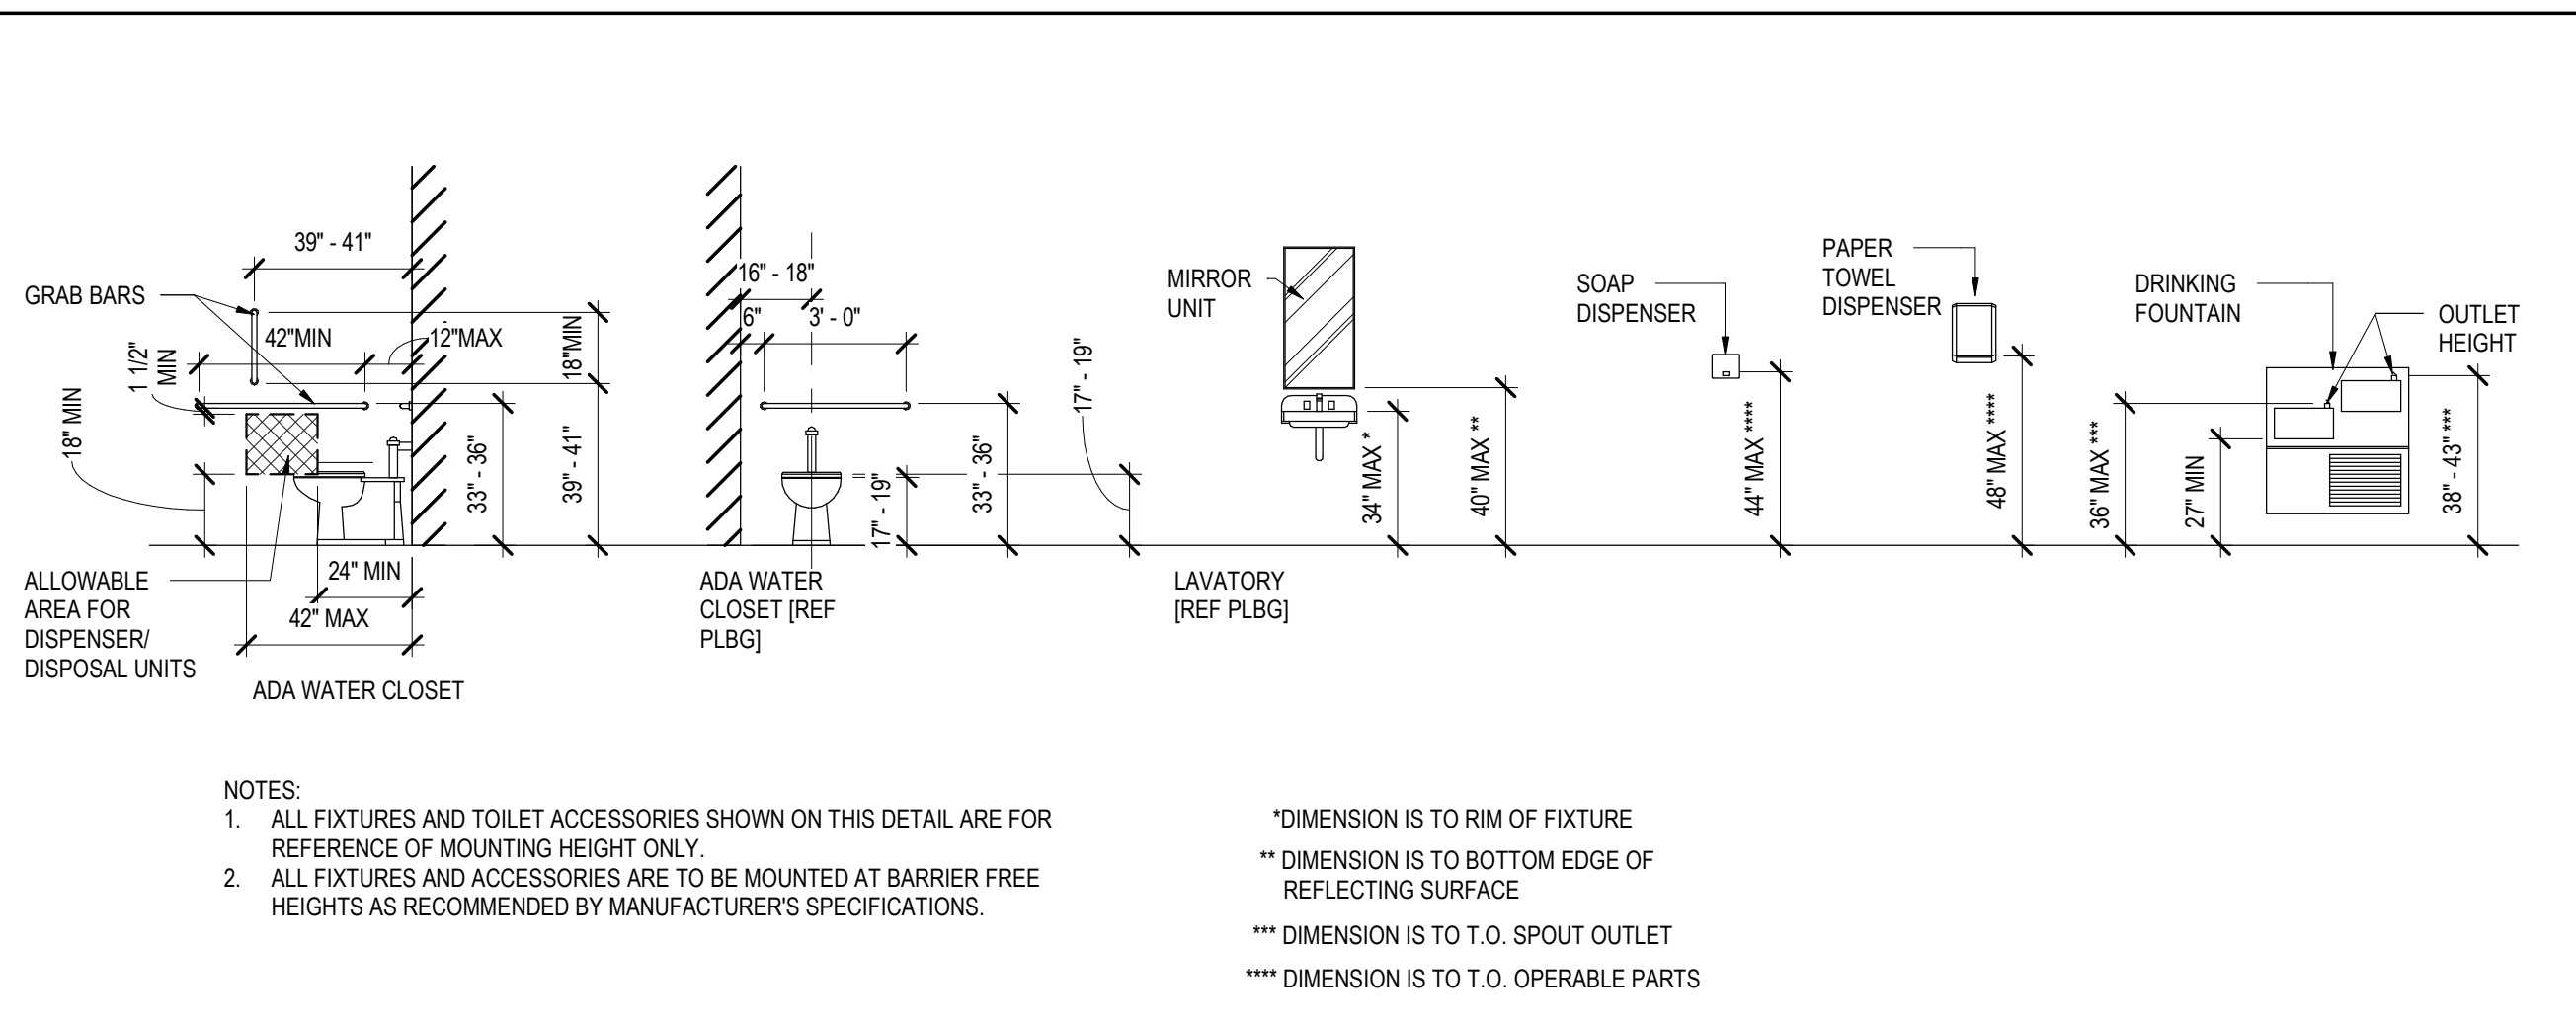 39" - 41"
GRAB BARS
42"MIN
12"MAX
18"MIN
1 1/2"
MIN
18" MIN
33" - 36"
39" - 41"
ALLOWABLE
AREA FOR
DISPENSER/
DISPOSAL UNITS
24" MIN
42" MAX
ADA WATER CLOSET
16" - 18"
6"
3' - 0"
17" - 19"
33" - 36"
17" - 19"
ADA WATER
CLOSET [REF
PLBG]
MIRROR
UNIT
34" MAX *
40" MAX **
LAVATORY
[REF PLBG]
SOAP
DISPENSER
44" MAX ****
PAPER
TOWEL
DISPENSER
48" MAX ****
DRINKING
FOUNTAIN
OUTLET
HEIGHT
36" MAX ***
27" MIN
38" - 43" ***
NOTES:
1. ALL FIXTURES AND TOILET ACCESSORIES SHOWN ON THIS DETAIL ARE FOR
REFERENCE OF MOUNTING HEIGHT ONLY.
2. ALL FIXTURES AND ACCESSORIES ARE TO BE MOUNTED AT BARRIER FREE
HEIGHTS AS RECOMMENDED BY MANUFACTURER'S SPECIFICATIONS.
*DIMENSION IS TO RIM OF FIXTURE
** DIMENSION IS TO BOTTOM EDGE OF
REFLECTING SURFACE
*** DIMENSION IS TO T.O. SPOUT OUTLET
**** DIMENSION IS TO T.O. OPERABLE PARTS